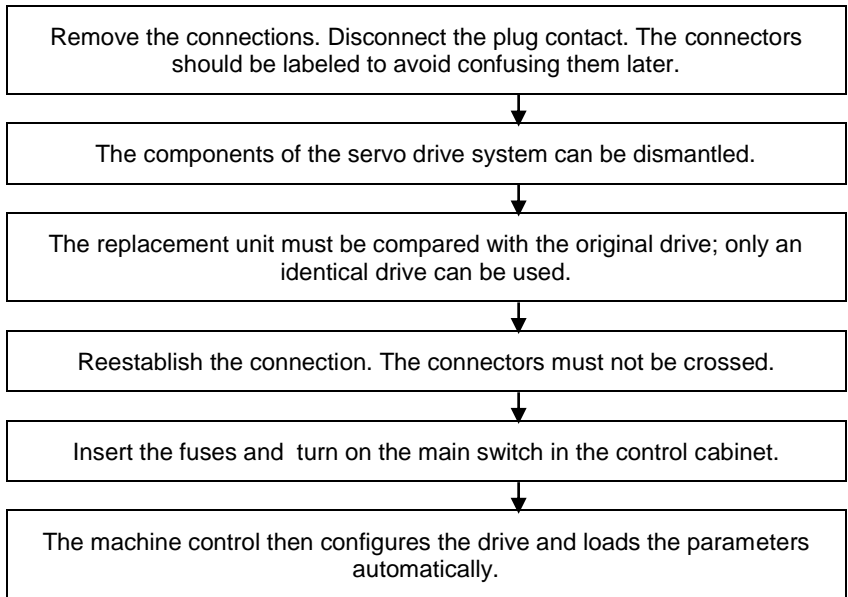 Remove the connections. Disconnect the plug contact. The connectors
should be labeled to avoid confusing them later.
The components of the servo drive system can be dismantled.
The replacement unit must be compared with the original drive; only an
identical drive can be used.
Reestablish the connection. The connectors must not be crossed.
Insert the fuses and  turn on the main switch in the control cabinet.
The machine control then configures the drive and loads the parameters
automatically.